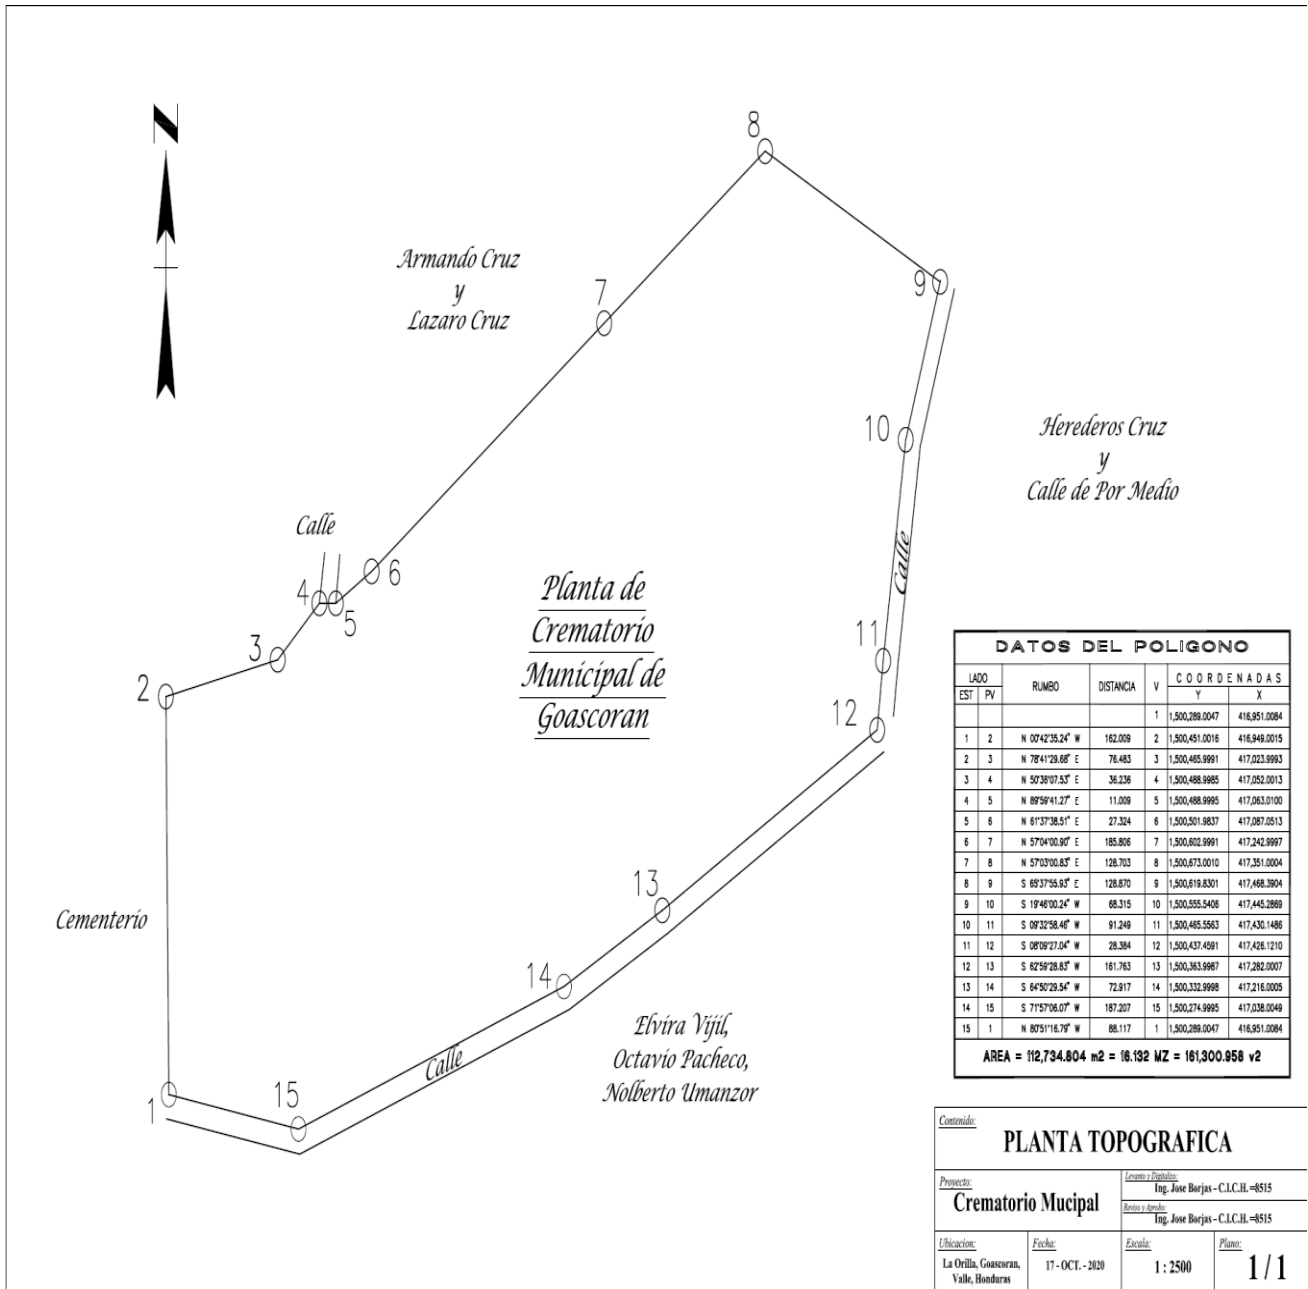 N
8
Armando Cruz
y
Lazaro Cruz
7
9
10
Herederos Cruz
y
Calle de Por Medio
Calle
6
4
5
3
2
Planta de
Crematorio
Municipal de
Goascoran
Calle
11
12
13
Cementerio
14
Elvira Vijil,
Octavio Pacheco,
Nolberto Umanzor
Calle
1
15
DATOS DEL POLIGONO
LADO RUMBO DISTANCIA V COORDENADAS
EST PV Y X
1 1,500,289.0047 416,951.0084
1 2 N 00°42'35.24" W 162.009 2 1,500,451.0016 416,949.0015
2 3 N 78°41'29.68" E 76.483 3 1,500,465.9991 417,023.9993
3 4 N 50°36'07.53" E 36.236 4 1,500,488.9985 417,052.0013
4 5 N 89°59'41.27" E 11.009 5 1,500,488.9995 417,063.0100
5 6 N 61°37'38.51" E 27.324 6 1,500,501.9837 417,087.0513
6 7 N 57°04'00.90" E 185.806 7 1,500,602.9991 417,242.9997
7 8 N 57°03'00.83" E 128.703 8 1,500,673.0010 417,351.0004
8 9 S 65°37'55.93" E 128.870 9 1,500,619.8301 417,468.3904
9 10 S 19°46'00.24" W 68.315 10 1,500,555.5406 417,445.2869
10 11 S 09°32'58.46" W 91.249 11 1,500,465.5563 417,430.1486
11 12 S 08°09'27.04" W 28.384 12 1,500,437.4591 417,426.1210
12 13 S 62°59'28.83" W 161.763 13 1,500,363.9987 417,282.0007
13 14 S 64°50'29.54" W 72.917 14 1,500,332.9998 417,216.0005
14 15 S 71°57'06.07" W 187.207 15 1,500,274.9995 417,038.0049
15 1 N 80°51'16.79" W 88.117 1 1,500,289.0047 416,951.0084
AREA = 112,734.804 m2 = 16.132 MZ = 161,300.958 v2
Contenido:
PLANTA TOPOGRAFICA
Proyecto:
Crematorio Mucipal
Levanto y Digitalizo:
Ing. Jose Borjas - C.I.C.H. =8515
Reviso y Aprobo:
Ing. Jose Borjas - C.I.C.H. =8515
Ubicacion:
La Orilla, Goascoran,
Valle, Honduras
Fecha:
17 - OCT. - 2020
Escala:
1 : 2500
Plano:
1 / 1